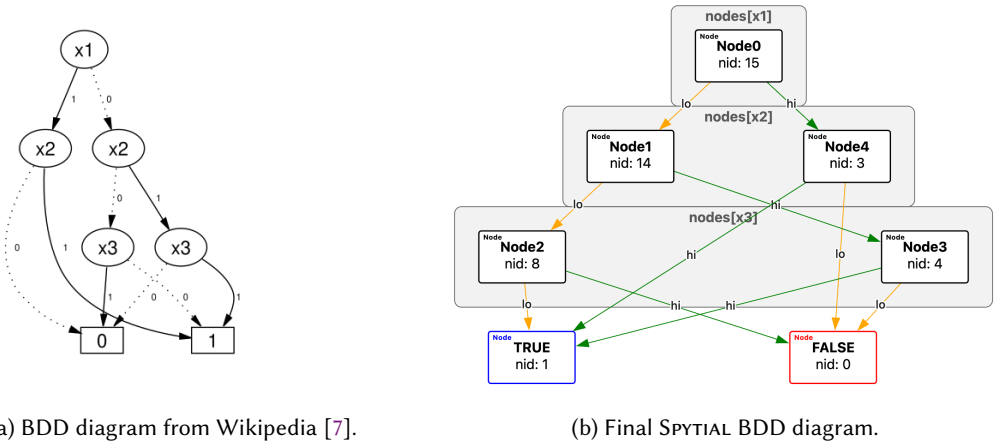 nodes[x1]
Node
Node0
nid: 15
x1
1
0
lo
hi
nodes[x2]
x2
x2
Node
Node1
nid: 14
Node
Node4
nid: 3
0
1
lo
hi
nodes[x3]
0
1
x3
x3
Node
Node2
nid: 8
hi
lo
Node
Node3
nid: 4
1
0
0
1
lo
hi
hi
lo
0
1
Node
TRUE
nid: 1
Node
FALSE
nid: 0
a) BDD diagram from Wikipedia [7].
(b) Final SPYTIAL BDD diagram.